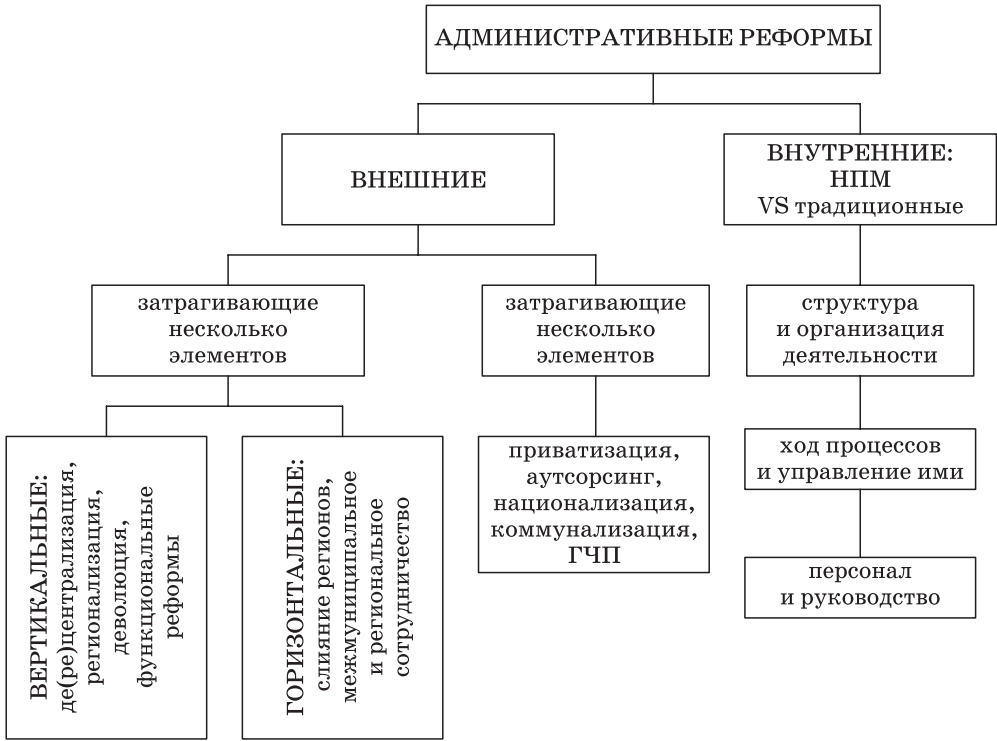 АДМИНИСТРАТИВНЫЕ РЕФОРМЫ
ВНЕШНИЕ
ВНУТРЕННИЕ:
НПМ
VS традиционные
затрагивающие
несколько
элементов
затрагивающие
несколько
элементов
структура
и организация
деятельности
ВЕРТИКАЛЬНЫЕ:
де(ре)централизация,
регионализация,
деволюция,
функциональные
реформы
ГОРИЗОНТАЛЬНЫЕ:
слияние регионов,
межмуниципальное
и региональное
сотрудничество
приватизация,
аутсорсинг,
национализация,
коммунализация,
ГЧП
ход процессов
и управление ими
персонал
и руководство